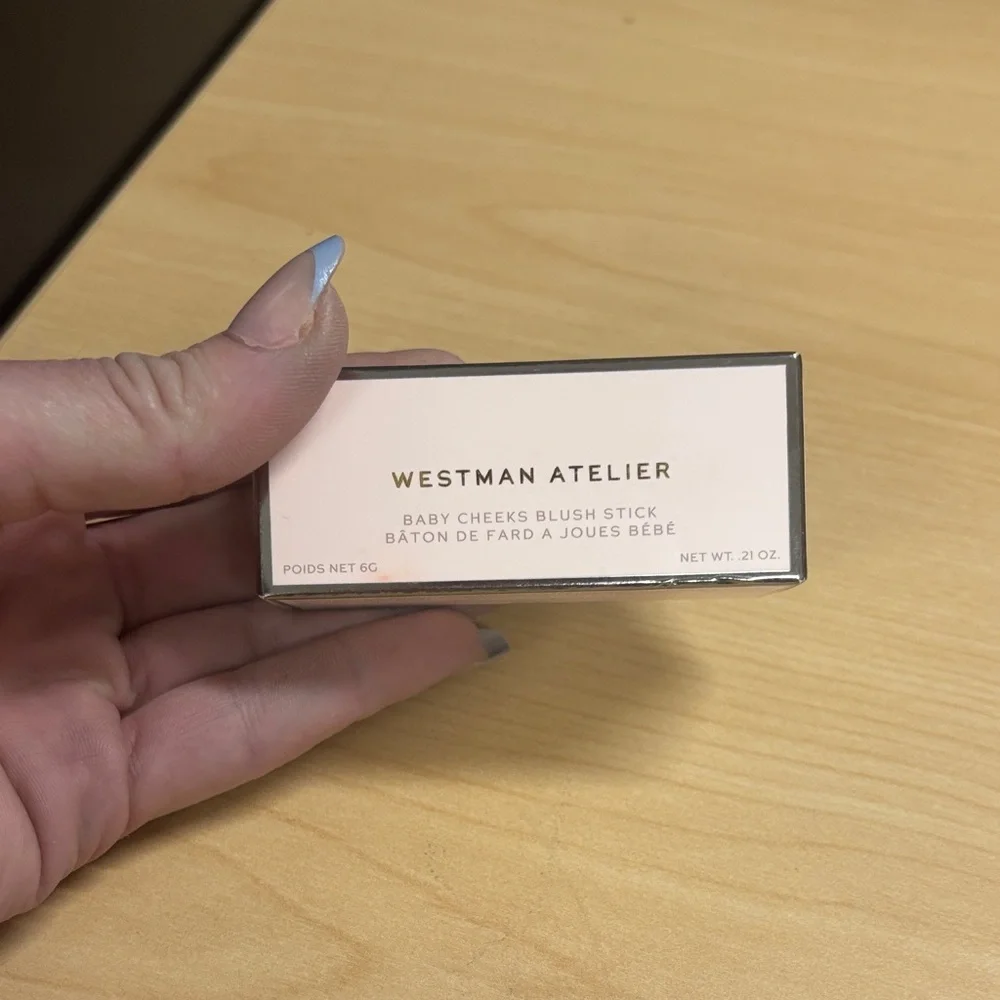 WESTMAN ATELIER
BABY CHEEKS BLUSH STICK
BÂTON DE FARD A JOUES BÉBÉ
POIDS NET 6G
NET WT. .21 OZ.